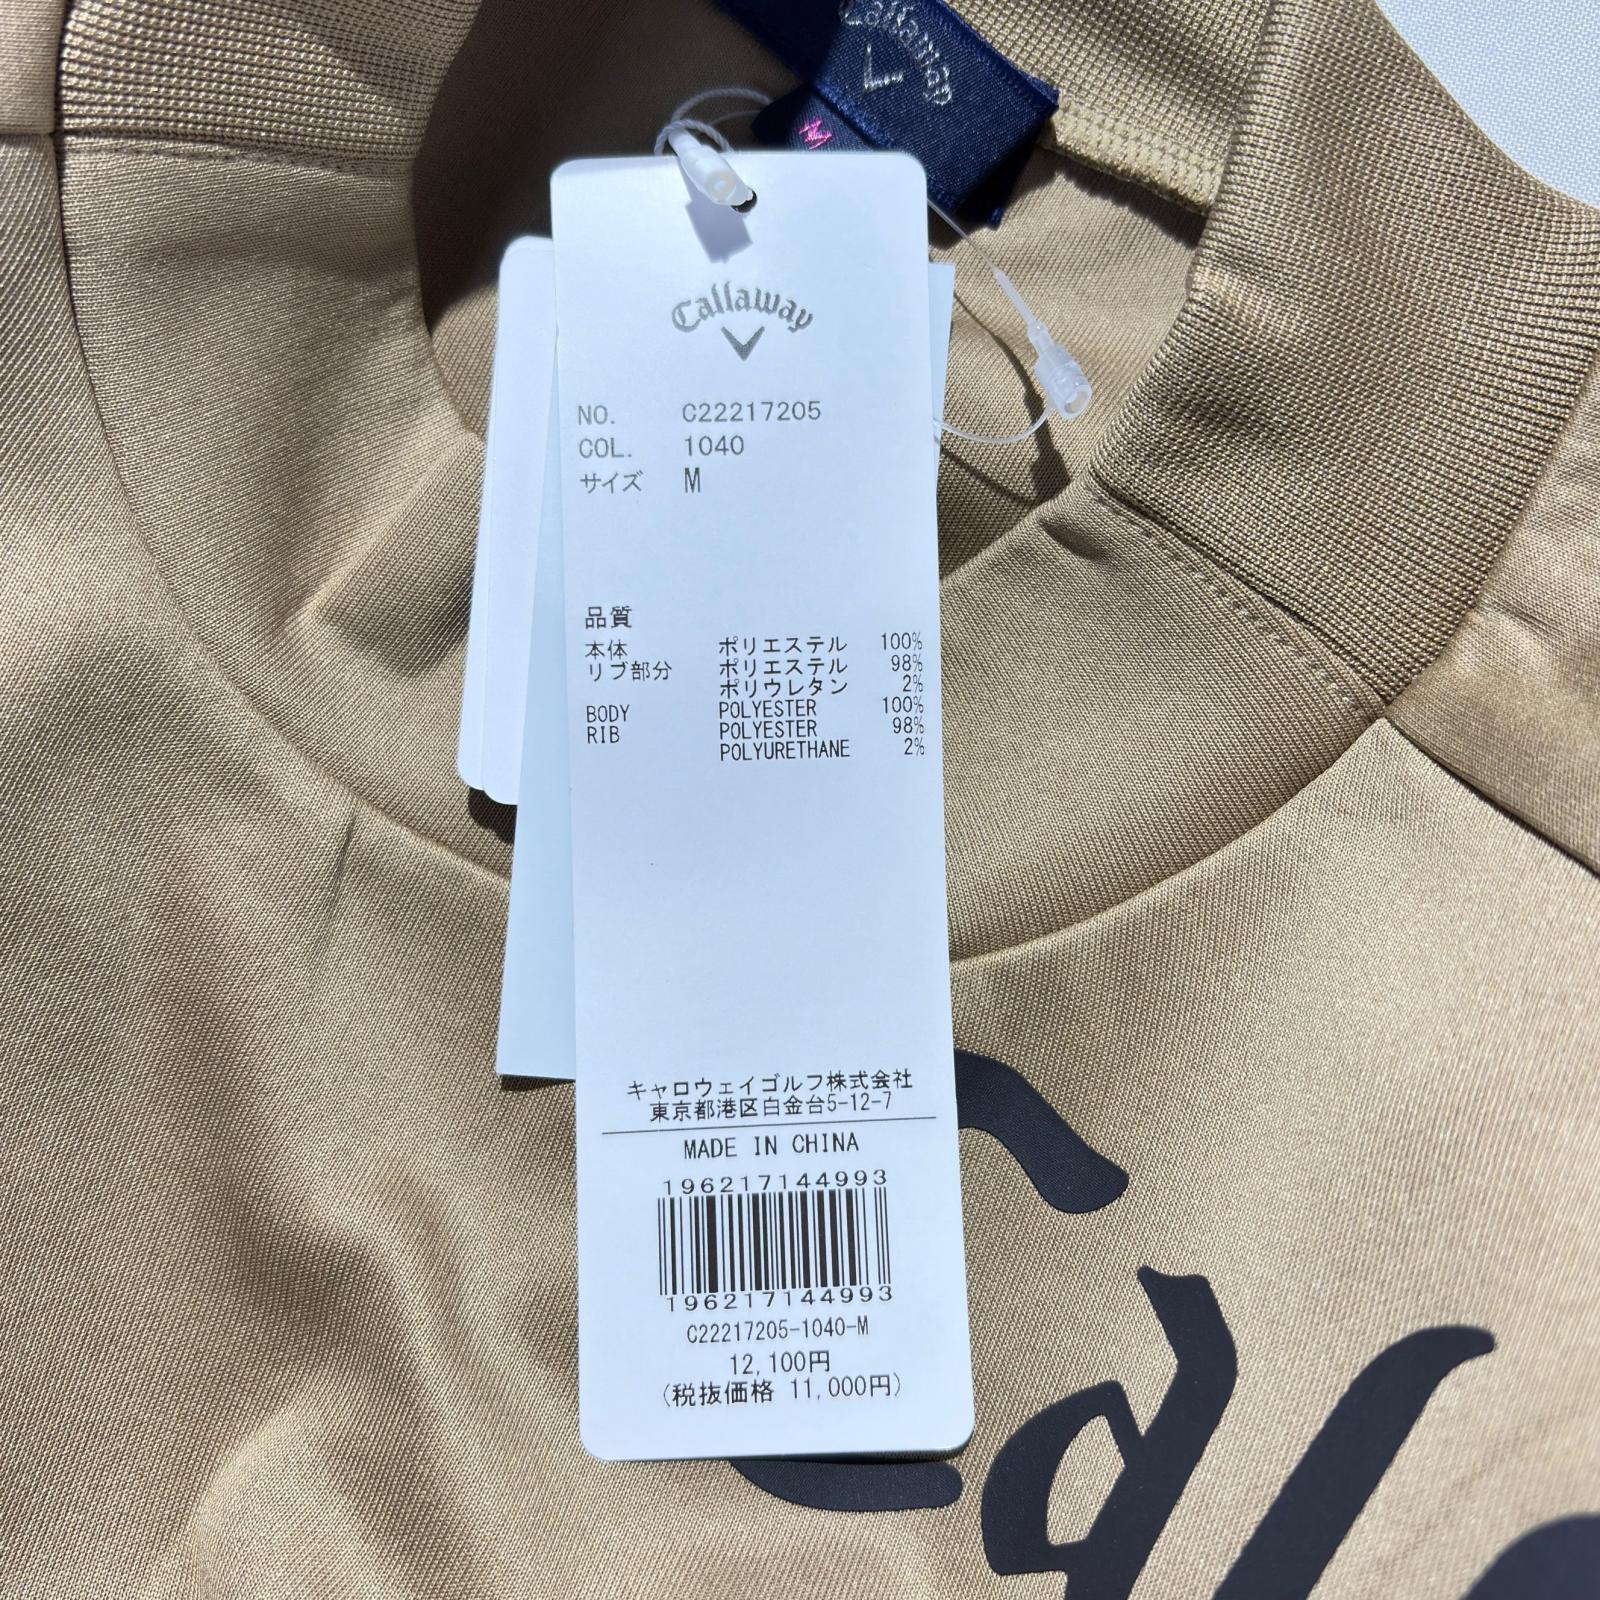 Callaway
M
Callaway
NO. C22217205
COL. 1040
サイズ M
品質
本体 ポリエステル 100%
リブ部分 ポリエステル 98%
ポリウレタン 2%
BODY POLYESTER 100%
RIB POLYESTER 98%
POLYURETHANE 2%
キャロウェイゴルフ株式会社
東京都港区白金台5-12-7
MADE IN CHINA
196217144993
196217144993
C22217205-1040-M
12,100円
(税抜価格 11,000円)